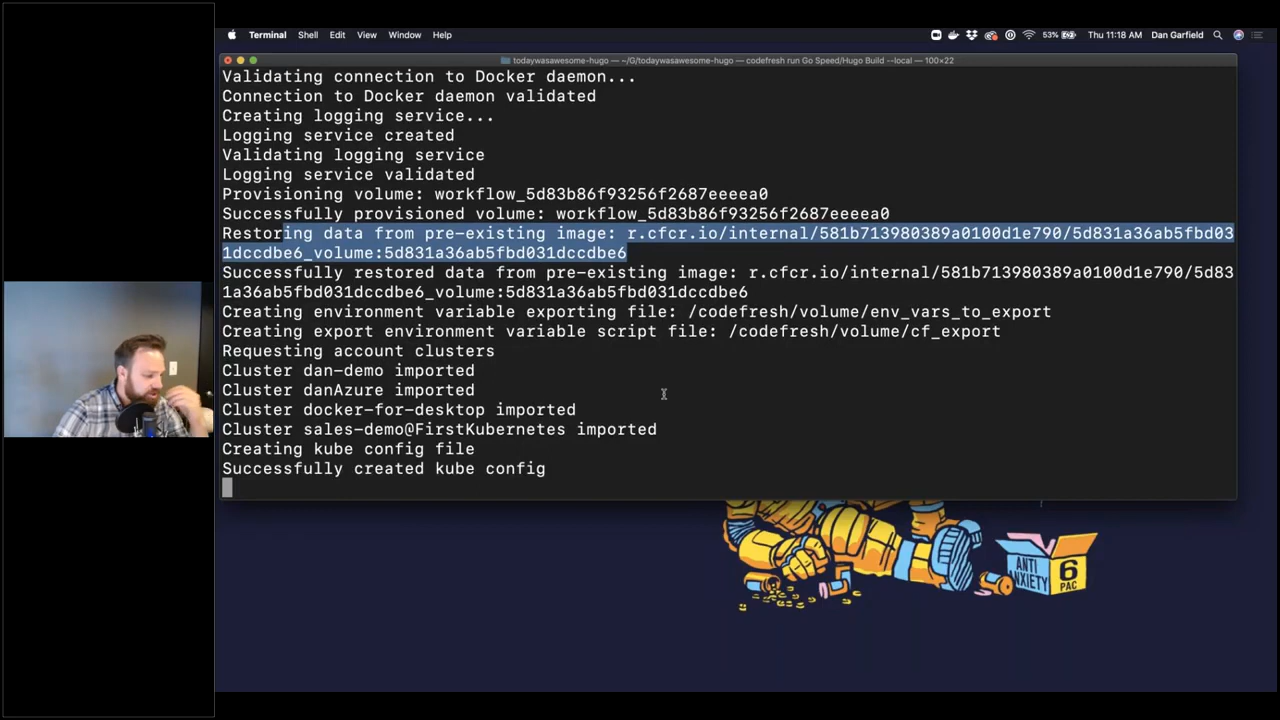 Terminal Shell Edit View Window Help 53% Thu 11:18 AM Dan Garfield
todaywasawesome-hugo — ~/G/todaywasawesome-hugo — codefresh run Go Speed/Hugo Build --local — 100×22
Validating connection to Docker daemon...
Connection to Docker daemon validated
Creating logging service...
Logging service created
Validating logging service
Logging service validated
Provisioning volume: workflow_5d83b86f93256f2687eeeea0
Successfully provisioned volume: workflow_5d83b86f93256f2687eeeea0
Restoring data from pre-existing image: r.cfcr.io/internal/581b713980389a0100d1e790/5d831a36ab5fbd03
1dccdbe6_volume:5d831a36ab5fbd031dccdbe6
Successfully restored data from pre-existing image: r.cfcr.io/internal/581b713980389a0100d1e790/5d83
1a36ab5fbd031dccdbe6_volume:5d831a36ab5fbd031dccdbe6
Creating environment variable exporting file: /codefresh/volume/env_vars_to_export
Creating export environment variable script file: /codefresh/volume/cf_export
Requesting account clusters
Cluster dan-demo imported
Cluster danAzure imported
Cluster docker-for-desktop imported
Cluster sales-demo@FirstKubernetes imported
Creating kube config file
Successfully created kube config
ANTI
ANXIETY
6
PAC